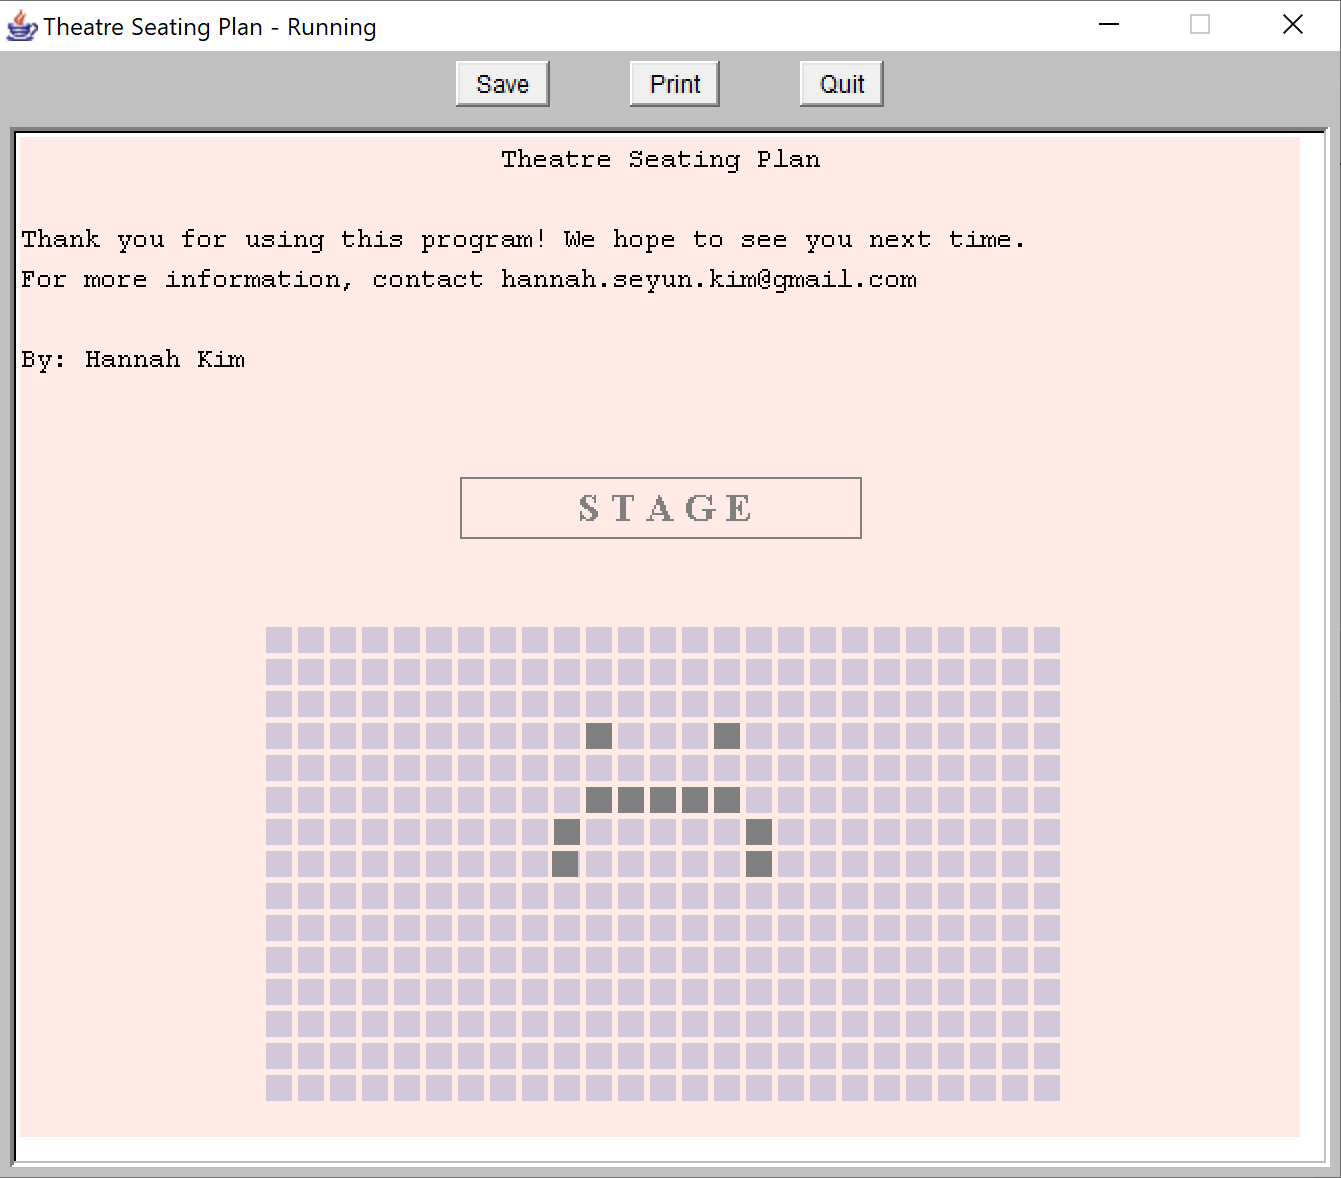 Theatre Seating Plan - Running
Save Print Quit
Theatre Seating Plan
Thank you for using this program! We hope to see you next time.
For more information, contact hannah.seyun.kim@gmail.com
By: Hannah Kim
STAGE